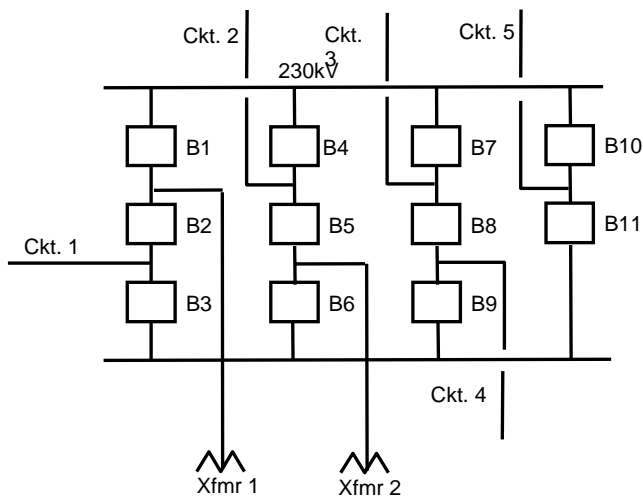 Ckt. 2
Ckt.
3
Ckt. 5
230kV
B1
B4
B7
B10
B2
B5
B8
B11
Ckt. 1
B3
B6
B9
Ckt. 4
Xfmr 1
Xfmr 2